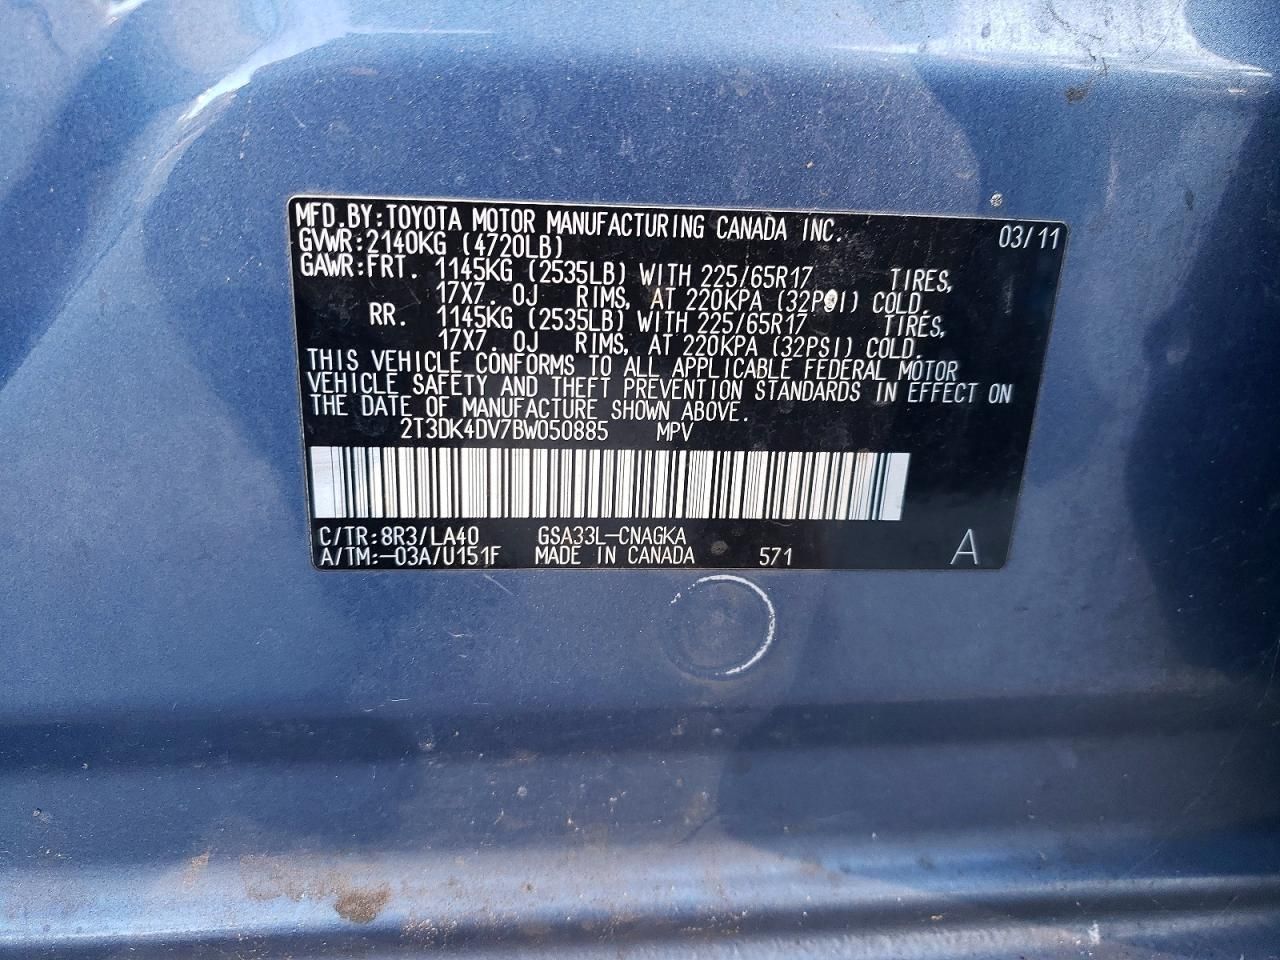 MFD.BY:TOYOTA MOTOR MANUFACTURING CANADA INC. 03/11
GVWR:2140KG (4720LB)
GAWR:FRT. 1145KG (2535LB) WITH 225/65R17 TIRES,
17X7. 0J RIMS, AT 220KPA (32PSI) COLD.
RR. 1145KG (2535LB) WITH 225/65R17 TIRES,
17X7. 0J RIMS, AT 220KPA (32PSI) COLD.
THIS VEHICLE CONFORMS TO ALL APPLICABLE FEDERAL MOTOR
VEHICLE SAFETY AND THEFT PREVENTION STANDARDS IN EFFECT ON
THE DATE OF MANUFACTURE SHOWN ABOVE.
2T3DK4DV7BW050885 MPV
C/TR:8R3/LA40 GSA33L-CNAGKA
A/TM:-03A/U151F MADE IN CANADA 571 A